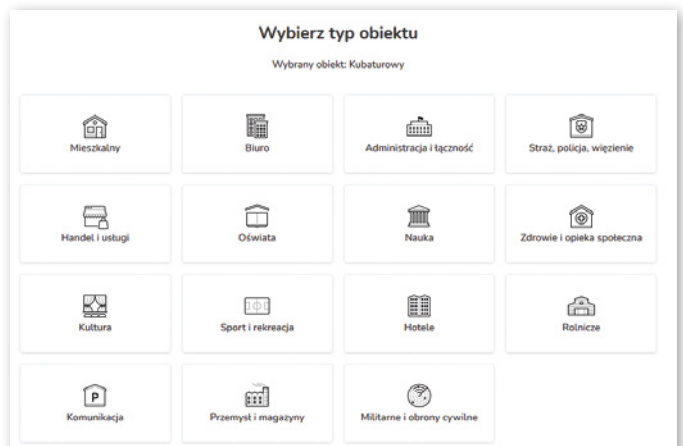 Wybierz typ obiektu
Wybrany obiekt: Kubaturowy
Mieszkalny
Biuro
Administracja i łączność
Straż, policja, więzienie
Handel i usługi
Oświata
Nauka
Zdrowie i opieka społeczna
Kultura
Sport i rekreacja
Hotele
Rolnicze
P
Komunikacja
Przemysł i magazyny
Militarne i obrony cywilne